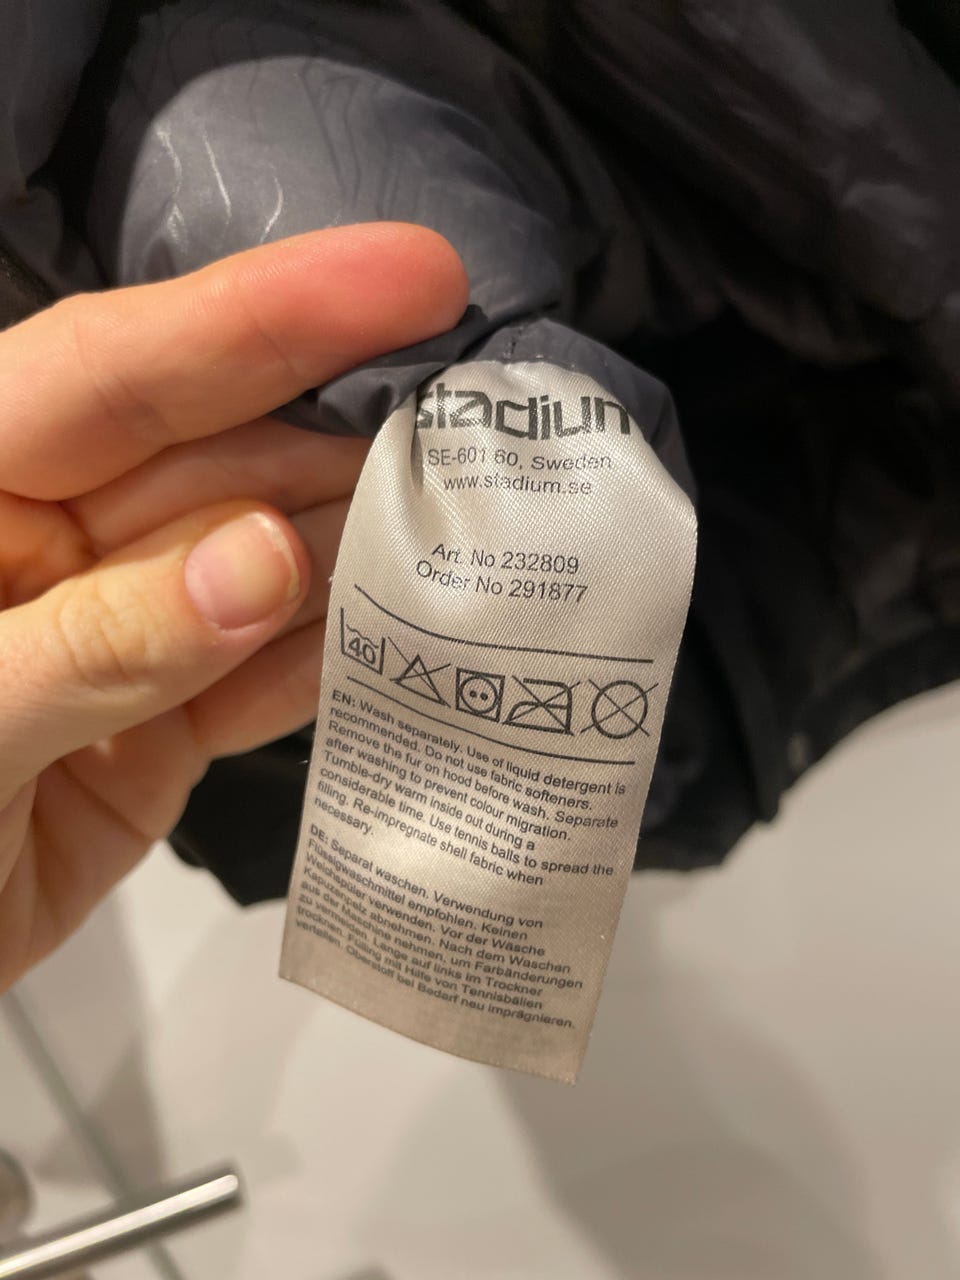 stadium
SE-601 60, Sweden
www.stadium.se
Art. No 232809
Order No 291877
40
EN: Wash separately. Use of liquid detergent is
recommended. Do not use fabric softeners.
Remove the fur on hood before wash. Separate
after washing to prevent colour migration.
Tumble-dry warm inside out during a
considerable time. Use tennis balls to spread the
filling. Re-impregnate shell fabric when
necessary.
DE: Separat waschen. Verwendung von
Flüssigwaschmittel empfohlen. Keinen
Weichspüler verwenden. Vor der Wäsche
Kapuzenpelz abnehmen. Nach dem Waschen
aus der Maschine nehmen, um Farbänderungen
zu vermeiden. Lange auf links im Trockner
trocknen. Füllung mit Hilfe von Tennisbällen
verteilen. Oberstoff bei Bedarf neu imprägnieren.